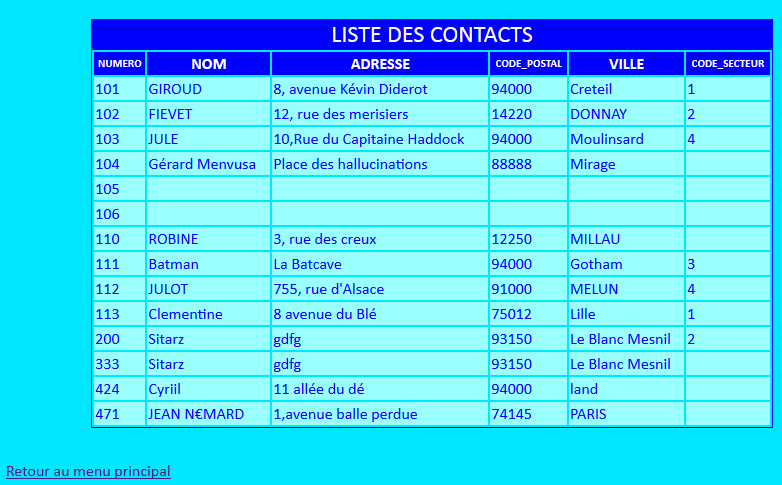 LISTE DES CONTACTS
NUMERO NOM ADRESSE CODE_POSTAL VILLE CODE_SECTEUR
101 GIROUD 8, avenue Kévin Diderot 94000 Creteil 1
102 FIEVET 12, rue des merisiers 14220 DONNAY 2
103 JULE 10,Rue du Capitaine Haddock 94000 Moulinsard 4
104 Gérard Menvusa Place des hallucinations 88888 Mirage
105
106
110 ROBINE 3, rue des creux 12250 MILLAU
111 Batman La Batcave 94000 Gotham 3
112 JULOT 755, rue d'Alsace 91000 MELUN 4
113 Clementine 8 avenue du Blé 75012 Lille 1
200 Sitarz gdfg 93150 Le Blanc Mesnil 2
333 Sitarz gdfg 93150 Le Blanc Mesnil
424 Cyriil 11 allée du dé 94000 land
471 JEAN N€MARD 1,avenue balle perdue 74145 PARIS
Retour au menu principal